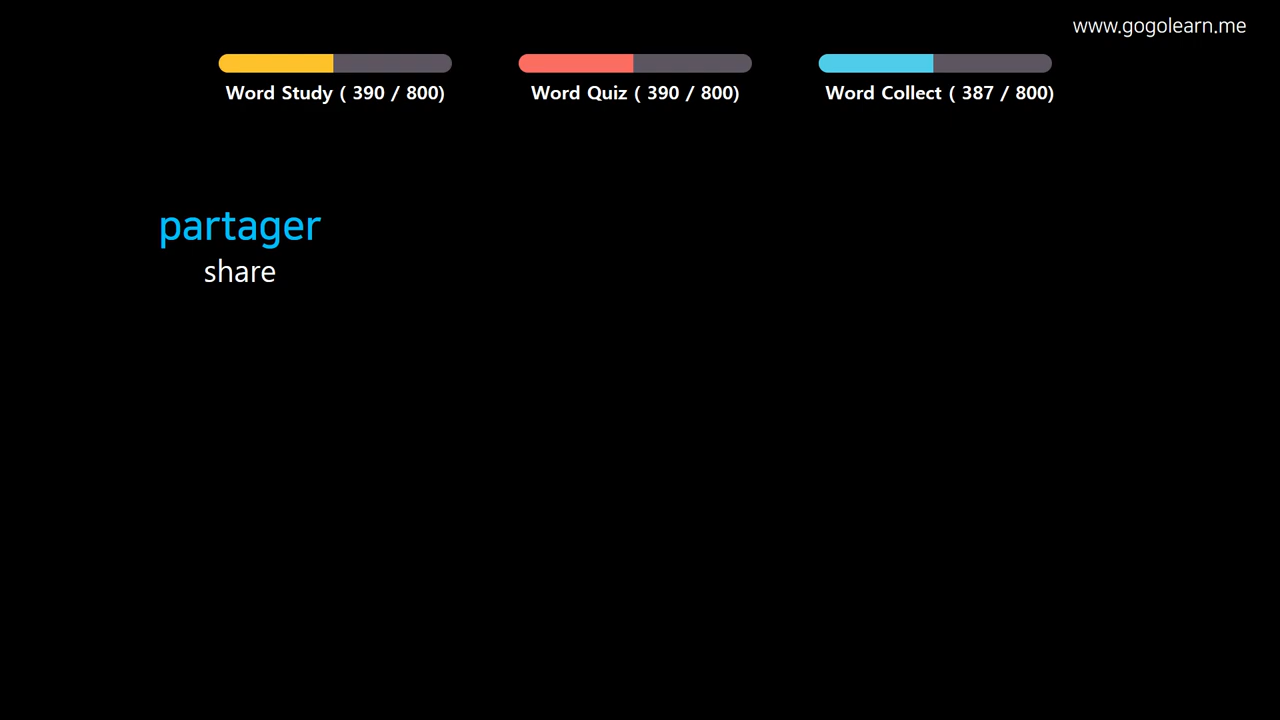 www.gogolearn.me
Word Study ( 390 / 800)
Word Quiz ( 390 / 800)
Word Collect ( 387 / 800)
partager
share